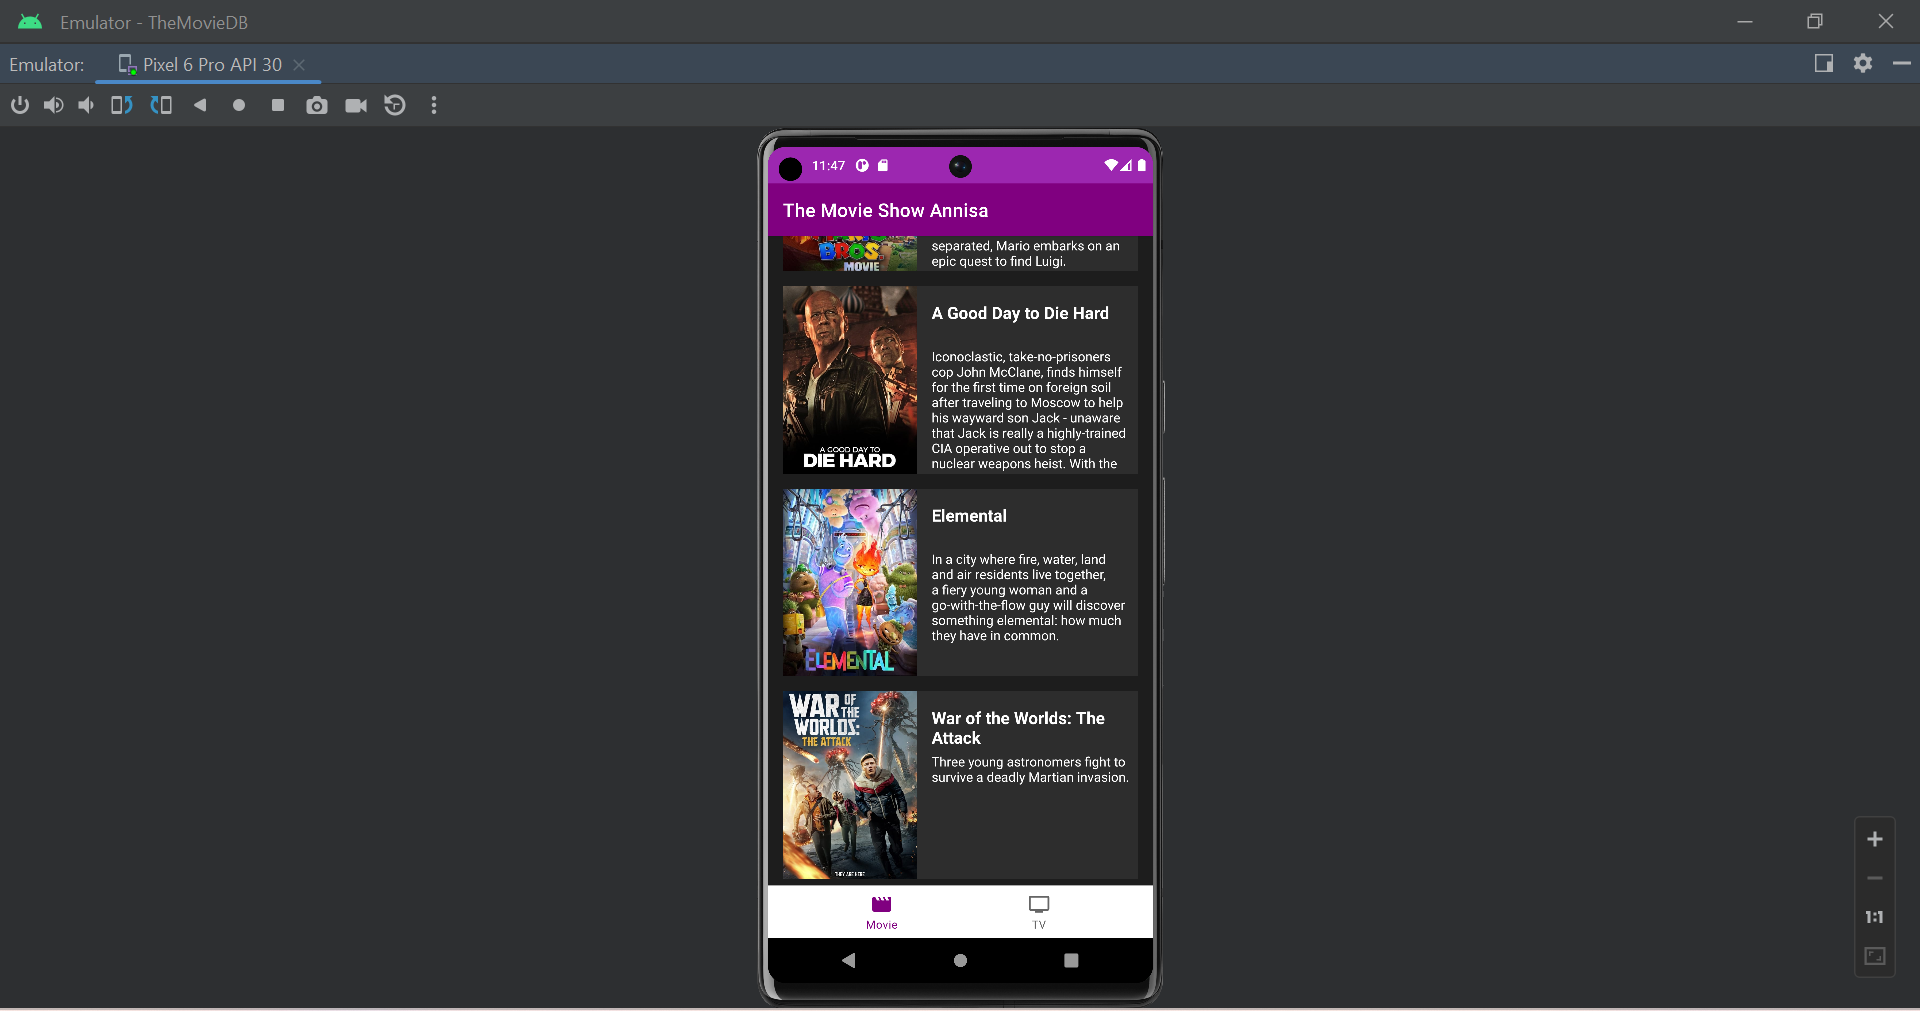 Emulator - TheMovieDB
Emulator:
Pixel 6 Pro API 30
11:47
The Movie Show Annisa
BROS.
MOVIE
separated, Mario embarks on an
epic quest to find Luigi.
A GOOD DAY TO
DIE HARD
A Good Day to Die Hard
Iconoclastic, take-no-prisoners
cop John McClane, finds himself
for the first time on foreign soil
after traveling to Moscow to help
his wayward son Jack - unaware
that Jack is really a highly-trained
CIA operative out to stop a
nuclear weapons heist. With the
ELEMENTAL
Elemental
In a city where fire, water, land
and air residents live together,
a fiery young woman and a
go-with-the-flow guy will discover
something elemental: how much
they have in common.
WAR OF
THE
WORLDS:
THE ATTACK
THEY ARE HERE
War of the Worlds: The
Attack
Three young astronomers fight to
survive a deadly Martian invasion.
Movie
TV
1:1